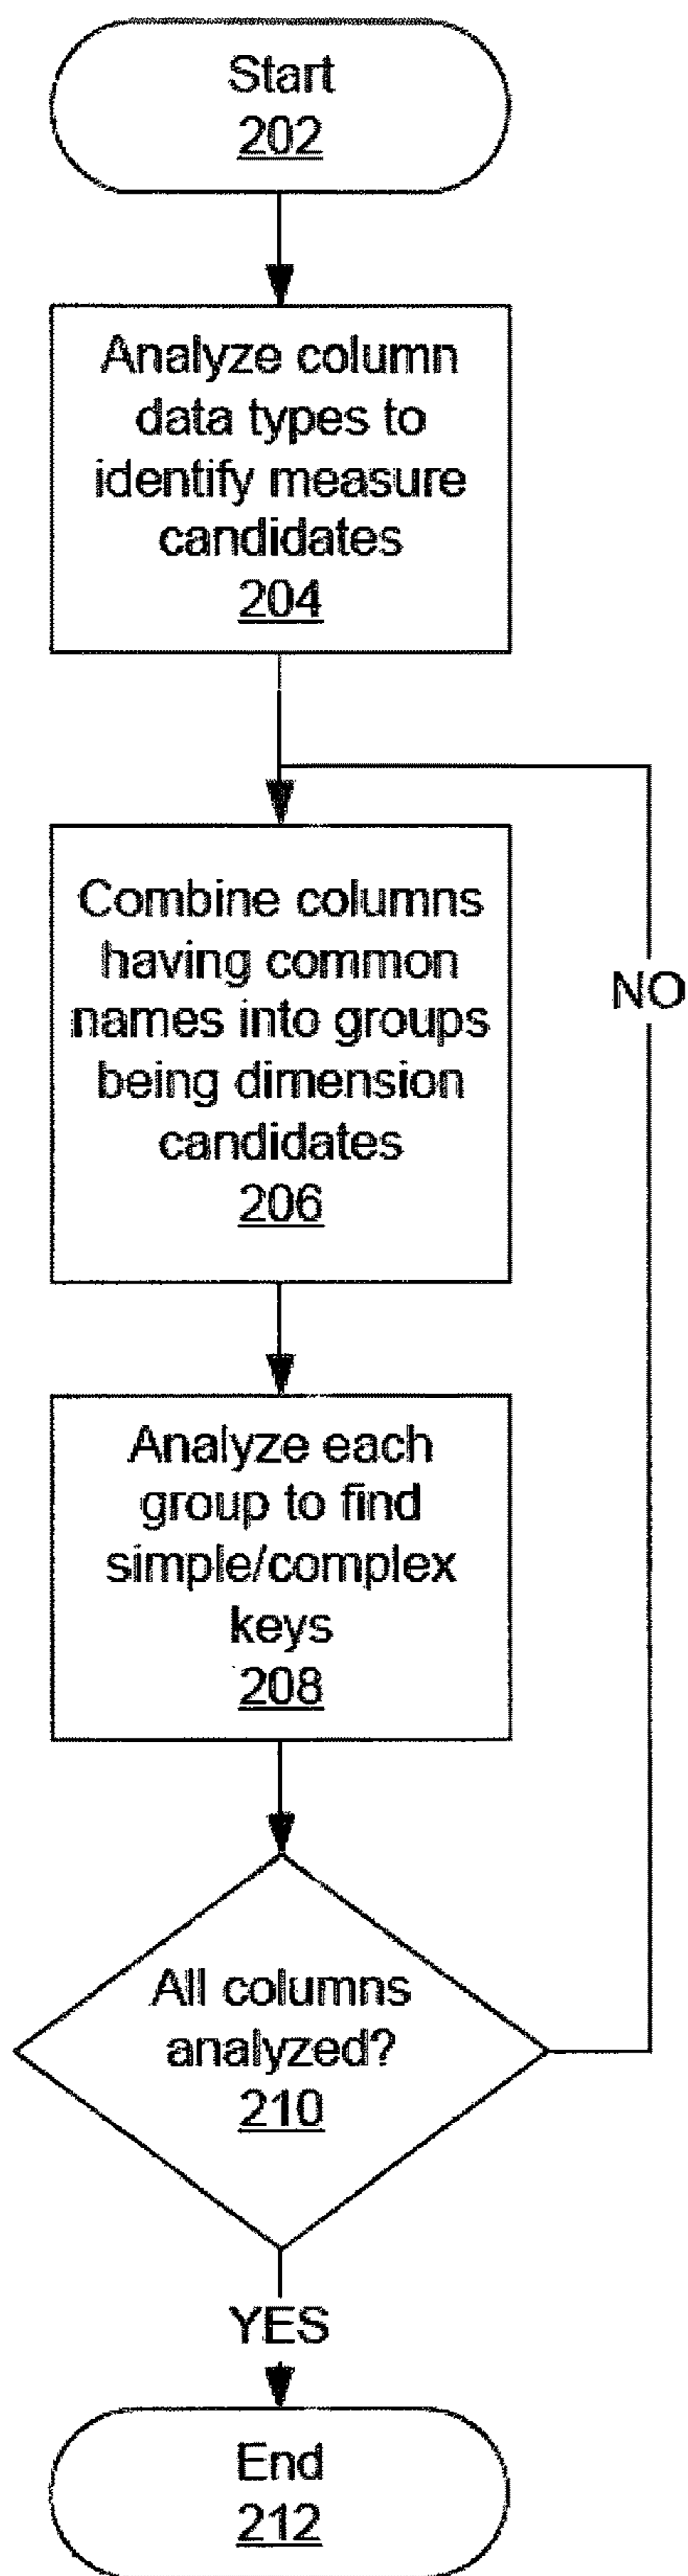 Start
202
Analyze column
data types to
identify measure
candidates
204
Combine columns
having common
names into groups
being dimension
candidates
206
NO
Analyze each
group to find
simple/complex
keys
208
All columns
analyzed?
210
YES
End
212